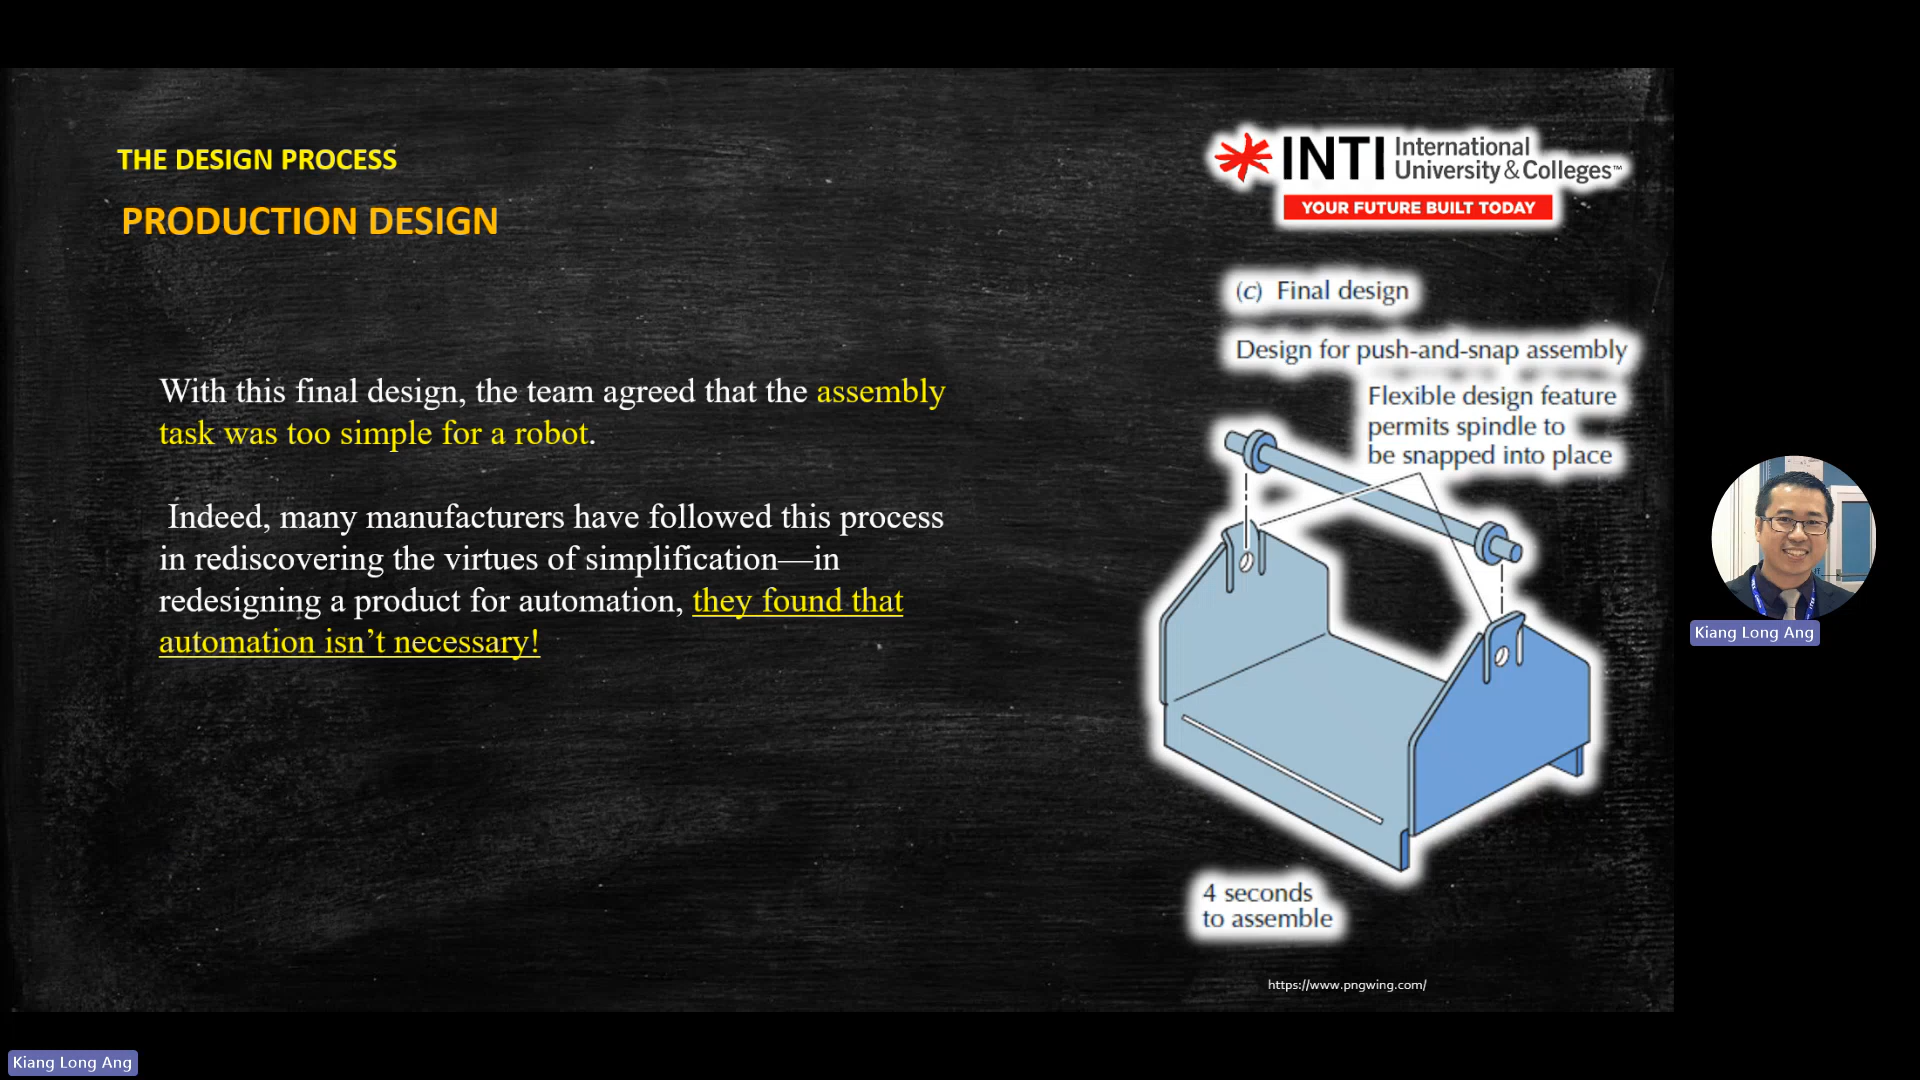 THE DESIGN PROCESS
PRODUCTION DESIGN
With this final design, the team agreed that the assembly
task was too simple for a robot.
Indeed, many manufacturers have followed this process
in rediscovering the virtues of simplification—in
redesigning a product for automation, they found that
automation isn’t necessary!
INTI International
University & Colleges™
YOUR FUTURE BUILT TODAY
(c) Final design
Design for push-and-snap assembly
Flexible design feature
permits spindle to
be snapped into place
4 seconds
to assemble
https://www.pngwing.com/
Kiang Long Ang
Kiang Long Ang